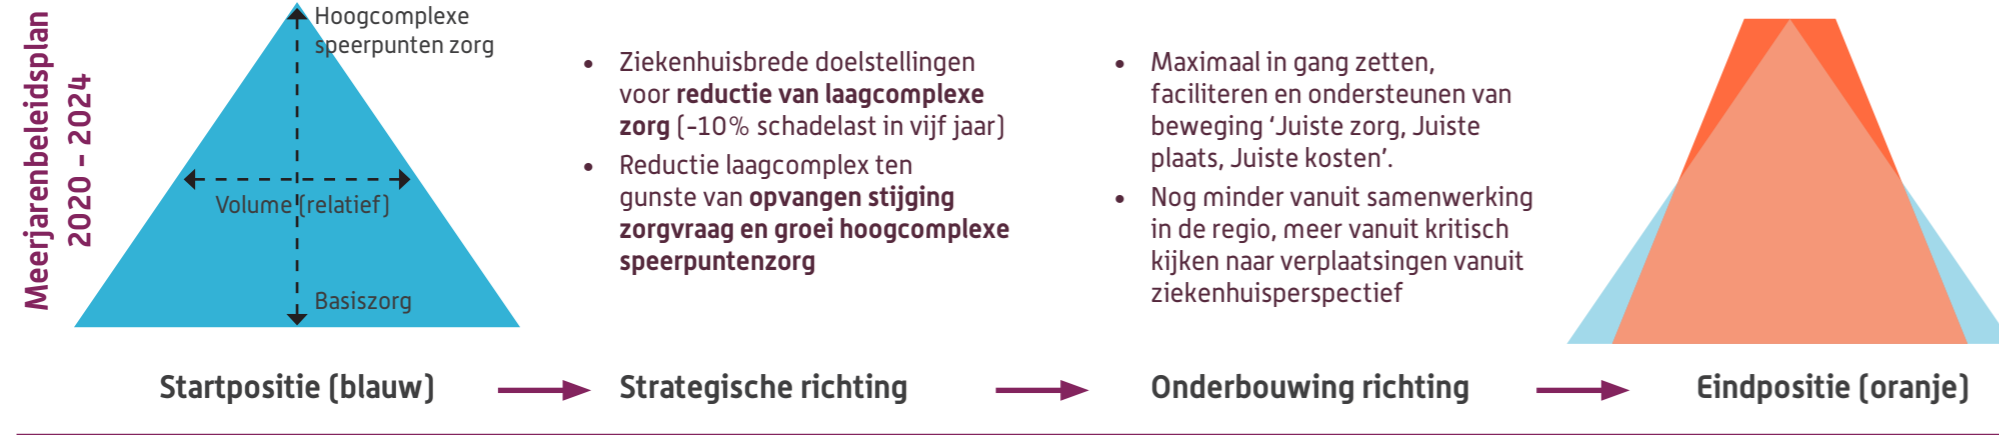 Meerjarenbeleidsplan
2020 - 2024
Hoogcomplexe
speerpunten zorg
Volume (relatief)
Basiszorg
• Ziekenhuisbrede doelstellingen
voor reductie van laagcomplexe
zorg (-10% schadelast in vijf jaar)
• Reductie laagcomplex ten
gunste van opvangen stijging
zorgvraag en groei hoogcomplexe
speerpuntenzorg
• Maximaal in gang zetten,
faciliteren en ondersteunen van
beweging ‘Juiste zorg, Juiste
plaats, Juiste kosten’.
• Nog minder vanuit samenwerking
in de regio, meer vanuit kritisch
kijken naar verplaatsingen vanuit
ziekenhuisperspectief
Startpositie (blauw)
Strategische richting
Onderbouwing richting
Eindpositie (oranje)